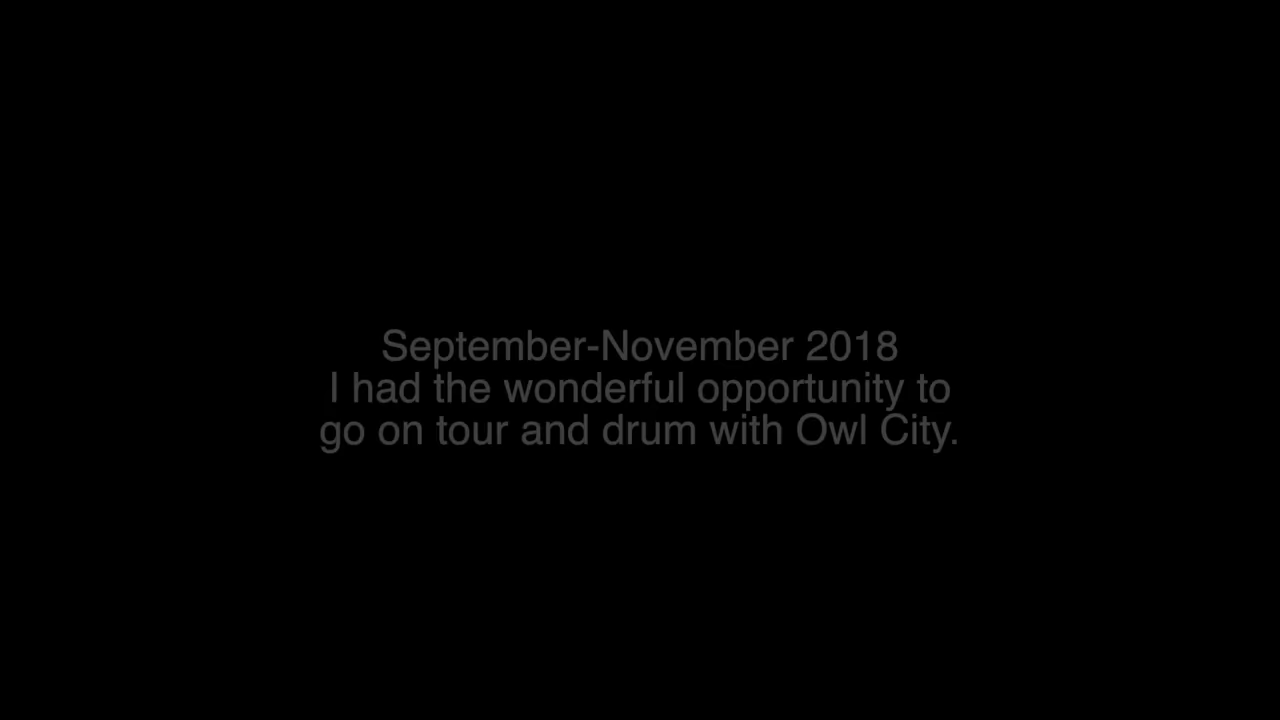 September-November 2018
I had the wonderful opportunity to
go on tour and drum with Owl City.